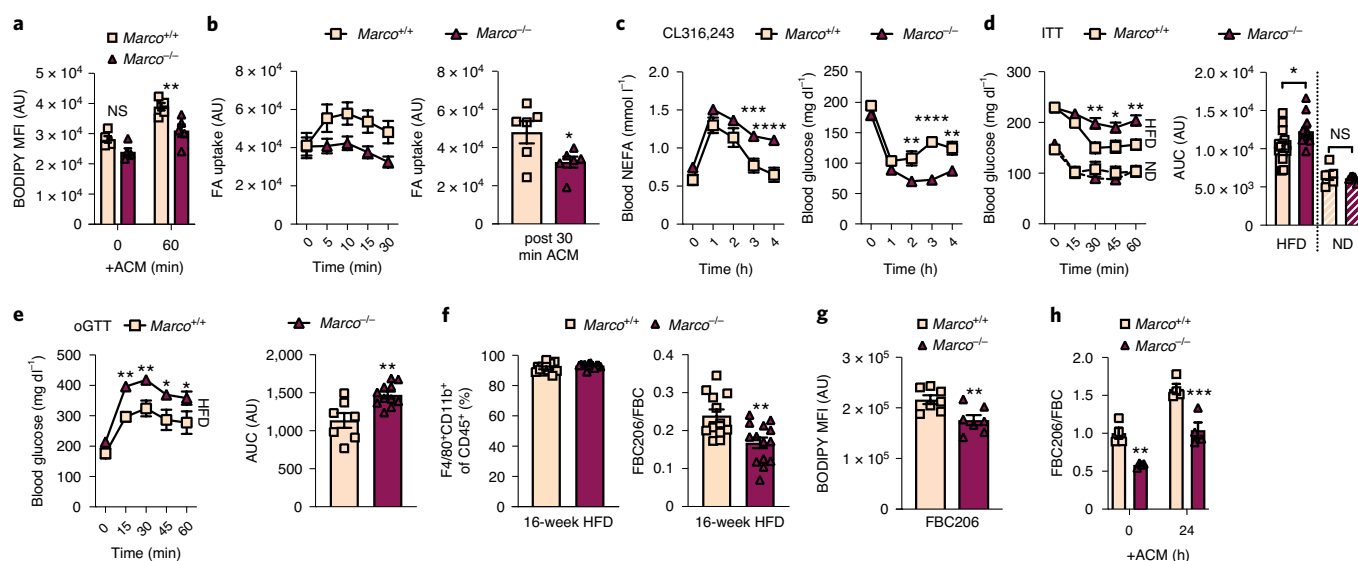 a
Marco+/+
Marco–/–
BODIPY MFI (AU)
5 × 10⁴
4 × 10⁴
3 × 10⁴
2 × 10⁴
1 × 10⁴
0
NS
**
0
60
+ACM (min)
b
Marco+/+
Marco–/–
FA uptake (AU)
8 × 10⁴
6 × 10⁴
4 × 10⁴
2 × 10⁴
0
0
5
10
15
30
Time (min)
FA uptake (AU)
8 × 10⁴
6 × 10⁴
4 × 10⁴
2 × 10⁴
0
*
post 30
min ACM
c
CL316,243
Marco+/+
Marco–/–
Blood NEFA (mmol l⁻¹)
2.0
1.5
1.0
0.5
0
***
****
0
1
2
3
4
Time (h)
Blood glucose (mg dl⁻¹)
250
200
150
100
50
0
**
****
**
0
1
2
3
4
Time (h)
d
ITT
Marco+/+
Marco–/–
Blood glucose (mg dl⁻¹)
300
200
100
0
**
*
**
HFD
ND
0
15
30
45
60
Time (min)
AUC (AU)
2.0 × 10⁴
1.5 × 10⁴
1.0 × 10⁴
5.0 × 10³
0
*
NS
HFD
ND
e
oGTT
Marco+/+
Marco–/–
Blood glucose (mg dl⁻¹)
500
400
300
200
100
0
**
**
*
*
HFD
0
15
30
45
60
Time (min)
AUC (AU)
2,000
1,500
1,000
500
0
**
f
Marco+/+
Marco–/–
F4/80⁺CD11b⁺
of CD45⁺ (%)
100
80
60
40
20
0
16-week HFD
FBC206/FBC
0.4
0.3
0.2
0.1
0
**
16-week HFD
g
Marco+/+
Marco–/–
BODIPY MFI (AU)
3 × 10⁵
2 × 10⁵
1 × 10⁵
0
**
FBC206
h
Marco+/+
Marco–/–
FBC206/FBC
2.0
1.5
1.0
0.5
0
**
***
0
24
+ACM (h)